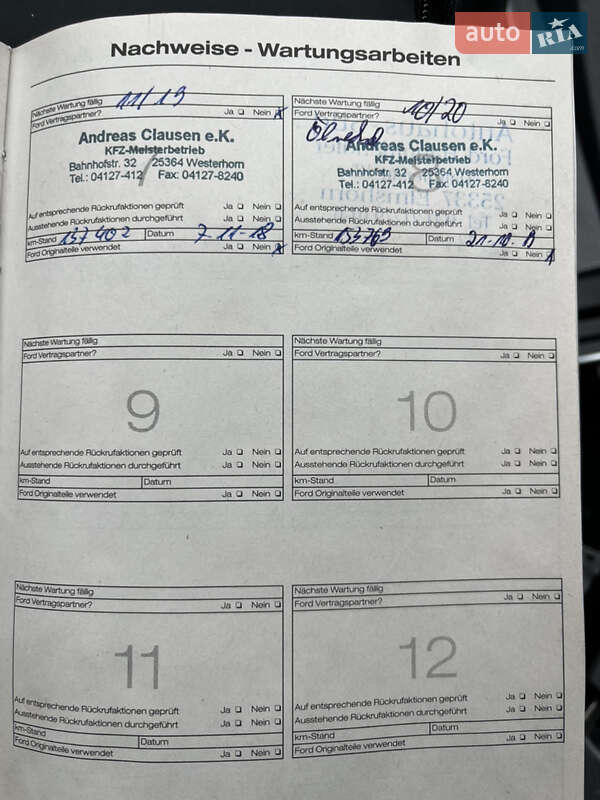 auto RIA .com
Nachweise - Wartungsarbeiten
Nächste Wartung fällig 11/19
Ford Vertragspartner? Ja Nein
Andreas Clausen e.K.
KFZ-Meisterbetrieb
Bahnhofstr. 32 25364 Westerhorn
Tel.: 04127-412 Fax: 04127-8240
Auf entsprechende Rückrufaktionen geprüft Ja Nein
Ausstehende Rückrufaktionen durchgeführt Ja Nein
km-Stand 137402 Datum 7-11-18
Ford Originalteile verwendet Ja Nein
Nächste Wartung fällig 10/20
Ford Vertragspartner? Ja Nein
Andreas Clausen e.K.
KFZ-Meisterbetrieb
Bahnhofstr. 32 25364 Westerhorn
Tel.: 04127-412 Fax: 04127-8240
Auf entsprechende Rückrufaktionen geprüft Ja Nein
Ausstehende Rückrufaktionen durchgeführt Ja Nein
km-Stand 153769 Datum
Ford Originalteile verwendet Ja Nein
Nächste Wartung fällig
Ford Vertragspartner? Ja Nein
9
Auf entsprechende Rückrufaktionen geprüft Ja Nein
Ausstehende Rückrufaktionen durchgeführt Ja Nein
km-Stand Datum
Ford Originalteile verwendet Ja Nein
Nächste Wartung fällig
Ford Vertragspartner? Ja Nein
10
Auf entsprechende Rückrufaktionen geprüft Ja Nein
Ausstehende Rückrufaktionen durchgeführt Ja Nein
km-Stand Datum
Ford Originalteile verwendet Ja Nein
Nächste Wartung fällig
Ford Vertragspartner? Ja Nein
11
Auf entsprechende Rückrufaktionen geprüft Ja Nein
Ausstehende Rückrufaktionen durchgeführt Ja Nein
km-Stand Datum
Ford Originalteile verwendet Ja Nein
Nächste Wartung fällig
Ford Vertragspartner? Ja Nein
12
Auf entsprechende Rückrufaktionen geprüft Ja Nein
Ausstehende Rückrufaktionen durchgeführt Ja Nein
km-Stand Datum
Ford Originalteile verwendet Ja Nein